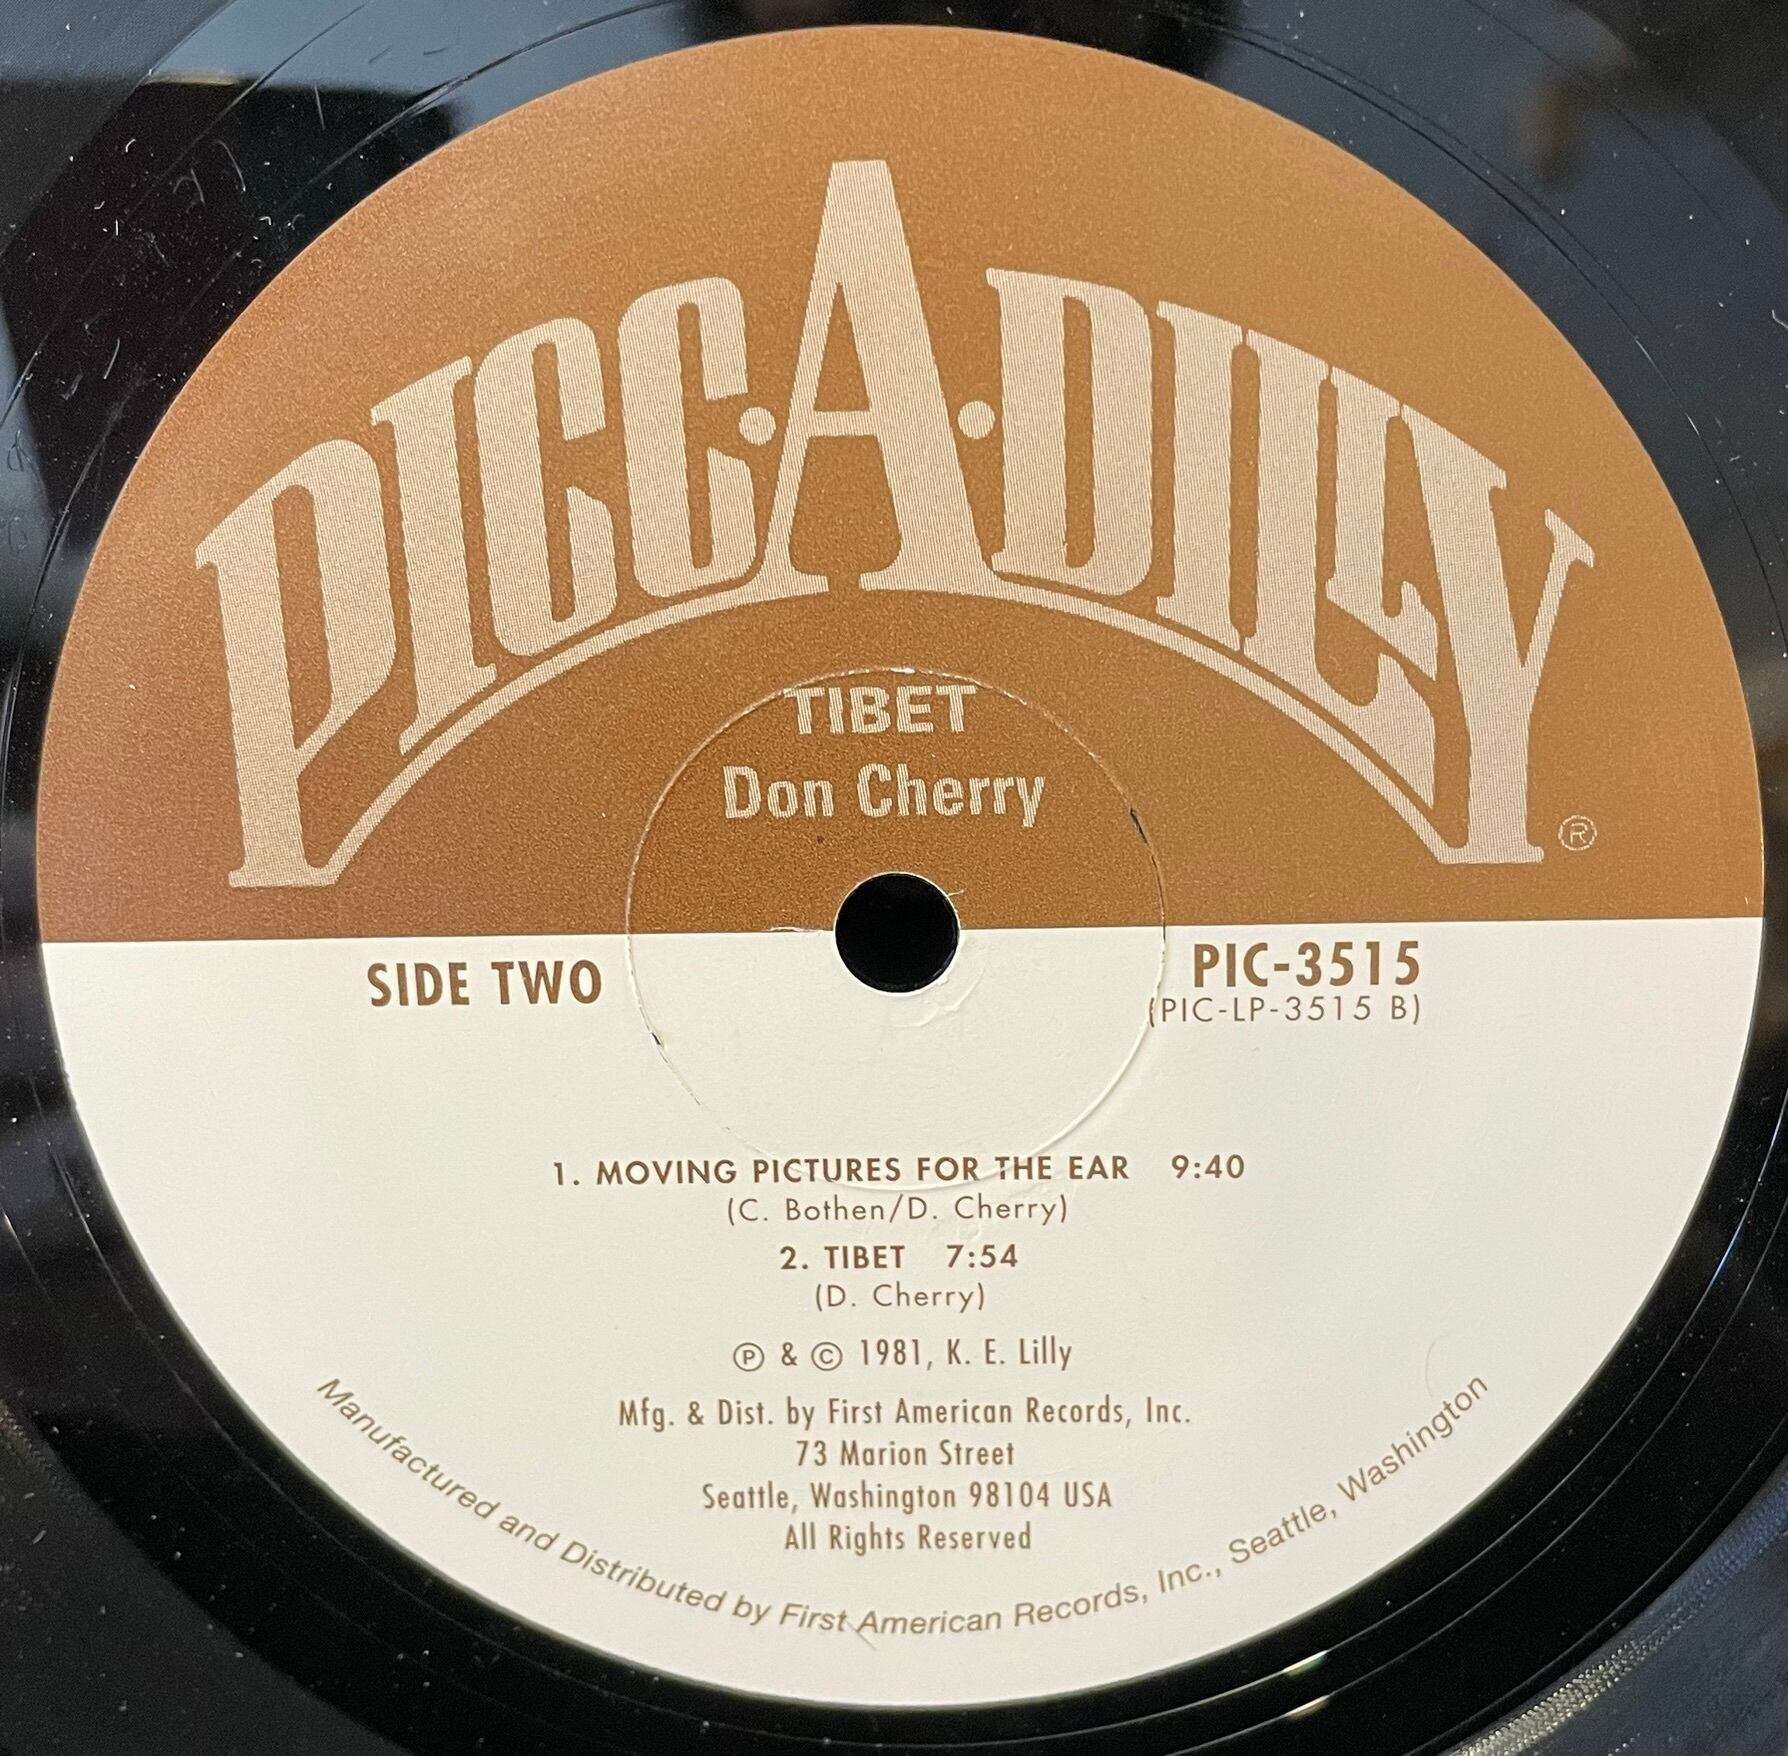 PICC·A·DILLY ®
TIBET
Don Cherry
SIDE TWO
PIC-3515
(PIC-LP-3515 B)
1. MOVING PICTURES FOR THE EAR 9:40
(C. Bothen/D. Cherry)
2. TIBET 7:54
(D. Cherry)
℗ & © 1981, K. E. Lilly
Mfg. & Dist. by First American Records, Inc.
73 Marion Street
Seattle, Washington 98104 USA
All Rights Reserved
Manufactured and Distributed by First American Records, Inc., Seattle, Washington